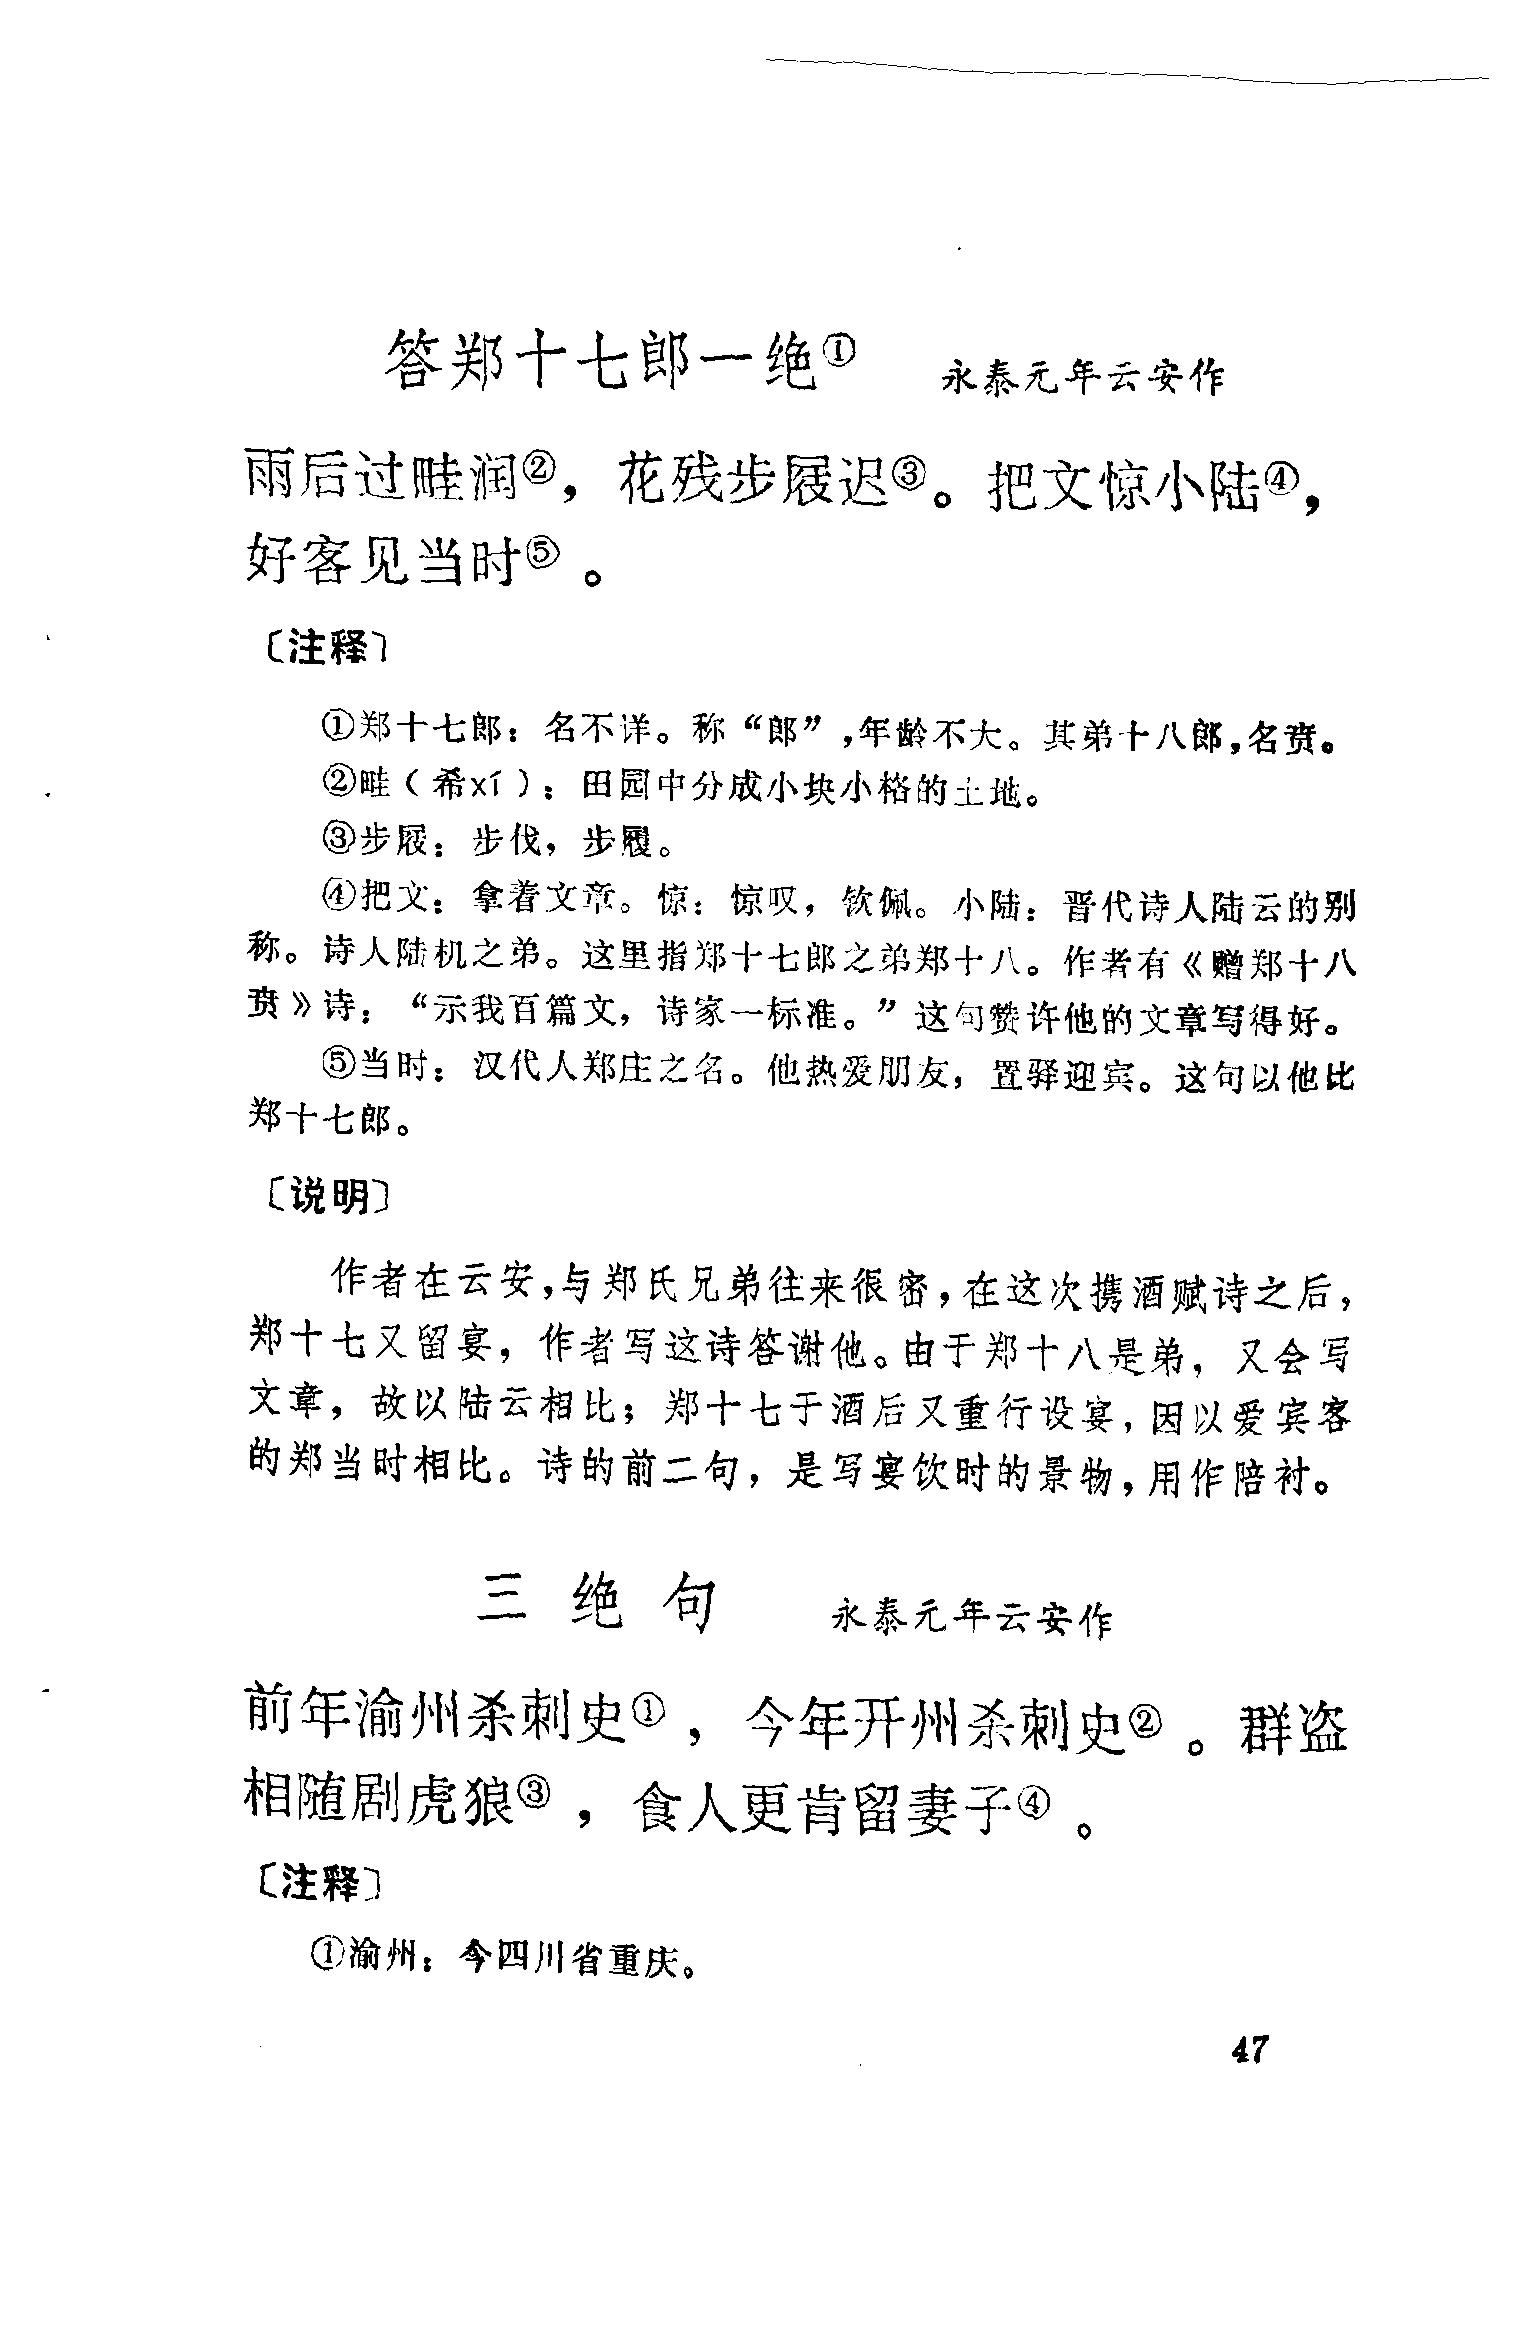 答郑十七郎一绝① 永泰元年云安作
雨后过畦润②，花残步屐迟③。把文惊小陆④，
好客见当时⑤。
〔注释〕
①郑十七郎：名不详。称“郎”，年龄不大。其弟十八郎，名贲。
②畦（希xī）：田园中分成小块小格的土地。
③步屐：步伐，步履。
④把文：拿着文章。惊：惊叹，钦佩。小陆：晋代诗人陆云的别
称。诗人陆机之弟。这里指郑十七郎之弟郑十八。作者有《赠郑十八
贲》诗：“示我百篇文，诗家一标准。”这句赞许他的文章写得好。
⑤当时：汉代人郑庄之名。他热爱朋友，置驿迎宾。这句以他比
郑十七郎。
〔说明〕
作者在云安，与郑氏兄弟往来很密，在这次携酒赋诗之后，
郑十七又留宴，作者写这诗答谢他。由于郑十八是弟，又会写
文章，故以陆云相比；郑十七于酒后又重行设宴，因以爱宾客
的郑当时相比。诗的前二句，是写宴饮时的景物，用作陪衬。
三绝句 永泰元年云安作
前年渝州杀刺史①，今年开州杀刺史②。群盗
相随剧虎狼③，食人更肯留妻子④。
〔注释〕
①渝州：今四川省重庆。
47